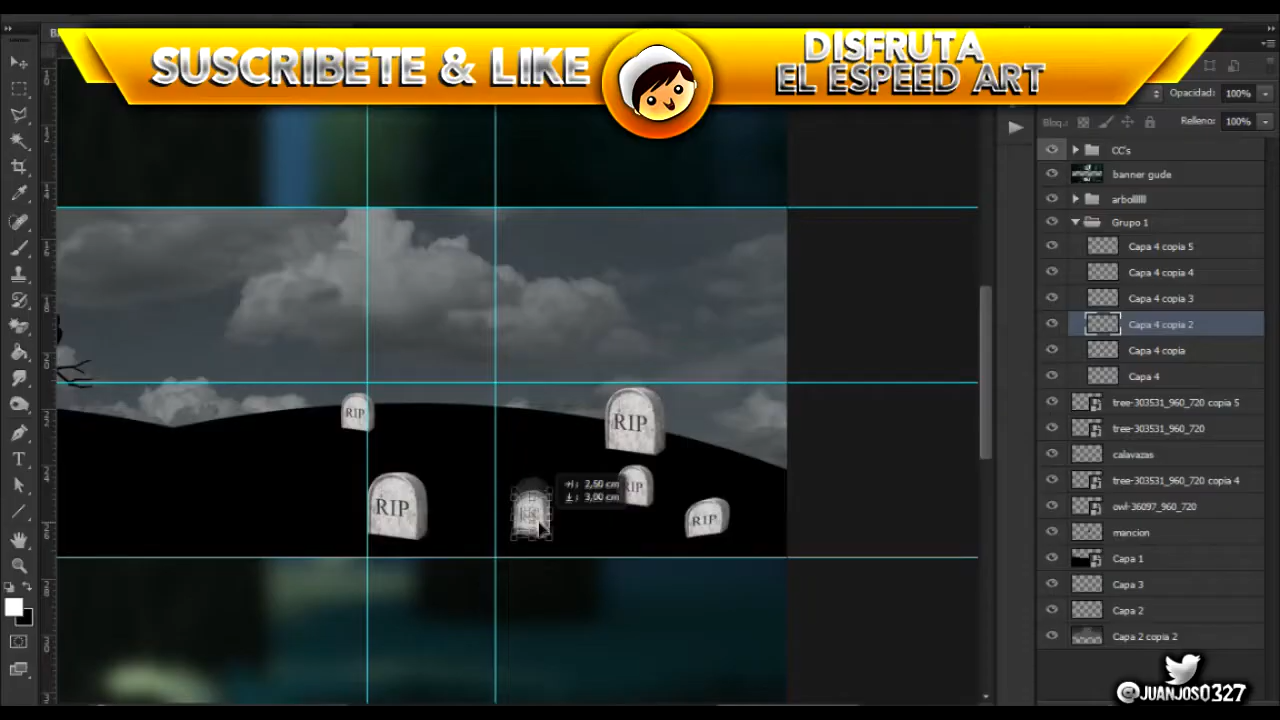 SUSCRIBETE & LIKE
DISFRUTA
EL ESPEED ART
Opacidad: 100%
Bloq.:
Relleno: 100%
CC's
banner gude
arbolllll
Grupo 1
Capa 4 copia 5
Capa 4 copia 4
Capa 4 copia 3
Capa 4 copia 2
Capa 4 copia
Capa 4
tree-303531_960_720 copia 5
tree-303531_960_720
calavazas
tree-303531_960_720 copia 4
owl-36097_960_720
mancion
Capa 1
Capa 3
Capa 2
Capa 2 copia 2
RIP
RIP
RIP
RIP
RIP
2,50 cm
3,00 cm
@JUANJOS0327